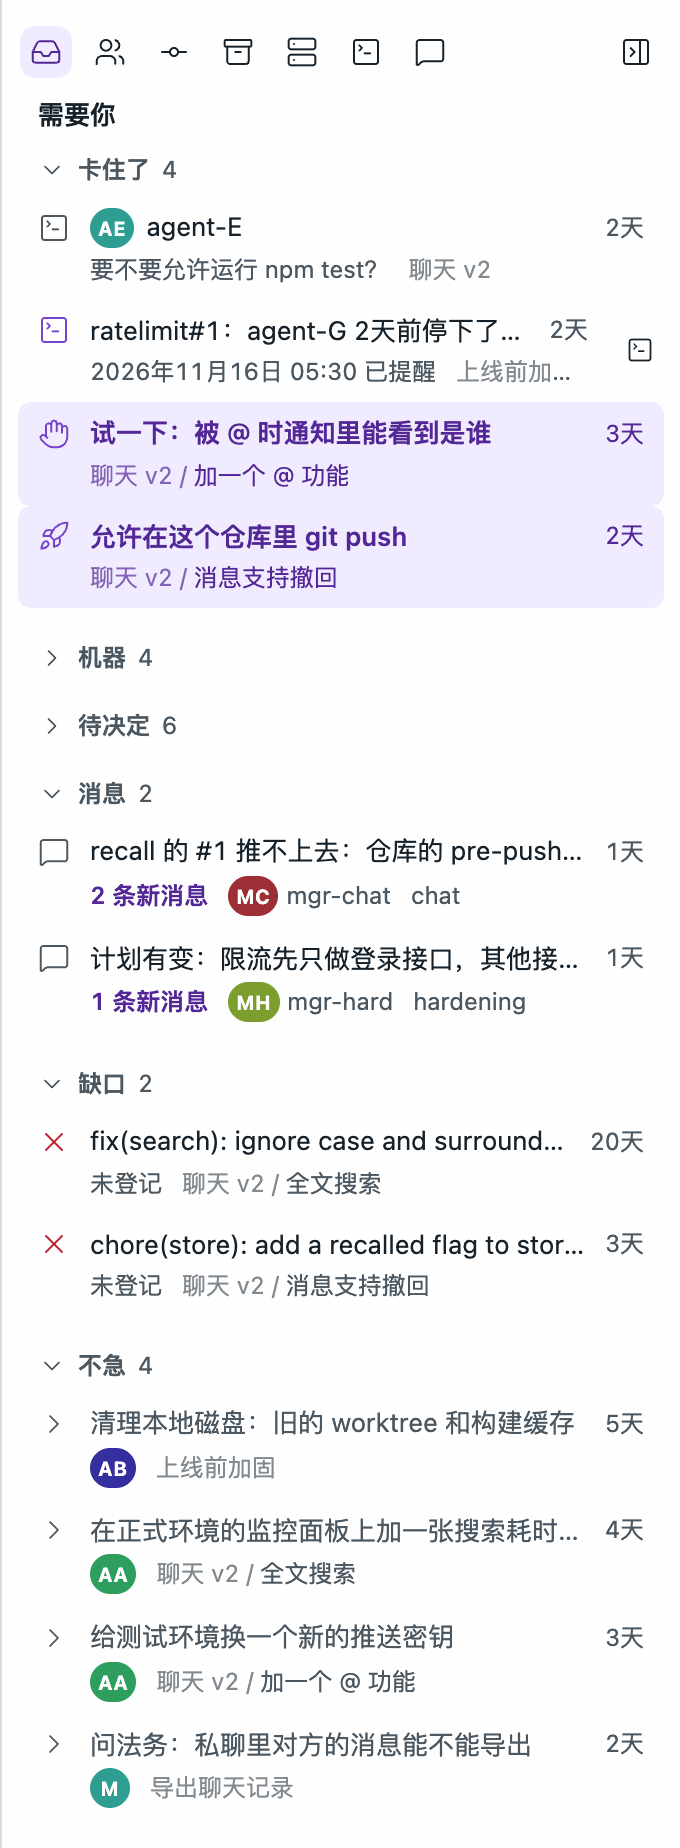 需要你
卡住了 4
AE agent-E 2天
要不要允许运行 npm test? 聊天 v2
ratelimit#1：agent-G 2天前停下了... 2天
2026年11月16日 05:30 已提醒 上线前加...
试一下：被 @ 时通知里能看到是谁 3天
聊天 v2 / 加一个 @ 功能
允许在这个仓库里 git push 2天
聊天 v2 / 消息支持撤回
机器 4
待决定 6
消息 2
recall 的 #1 推不上去：仓库的 pre-push... 1天
2 条新消息 MC mgr-chat chat
计划有变：限流先只做登录接口，其他接... 1天
1 条新消息 MH mgr-hard hardening
缺口 2
fix(search): ignore case and surround... 20天
未登记 聊天 v2 / 全文搜索
chore(store): add a recalled flag to stor... 3天
未登记 聊天 v2 / 消息支持撤回
不急 4
清理本地磁盘：旧的 worktree 和构建缓存 5天
AB 上线前加固
在正式环境的监控面板上加一张搜索耗时... 4天
AA 聊天 v2 / 全文搜索
给测试环境换一个新的推送密钥 3天
AA 聊天 v2 / 加一个 @ 功能
问法务：私聊里对方的消息能不能导出 2天
M 导出聊天记录